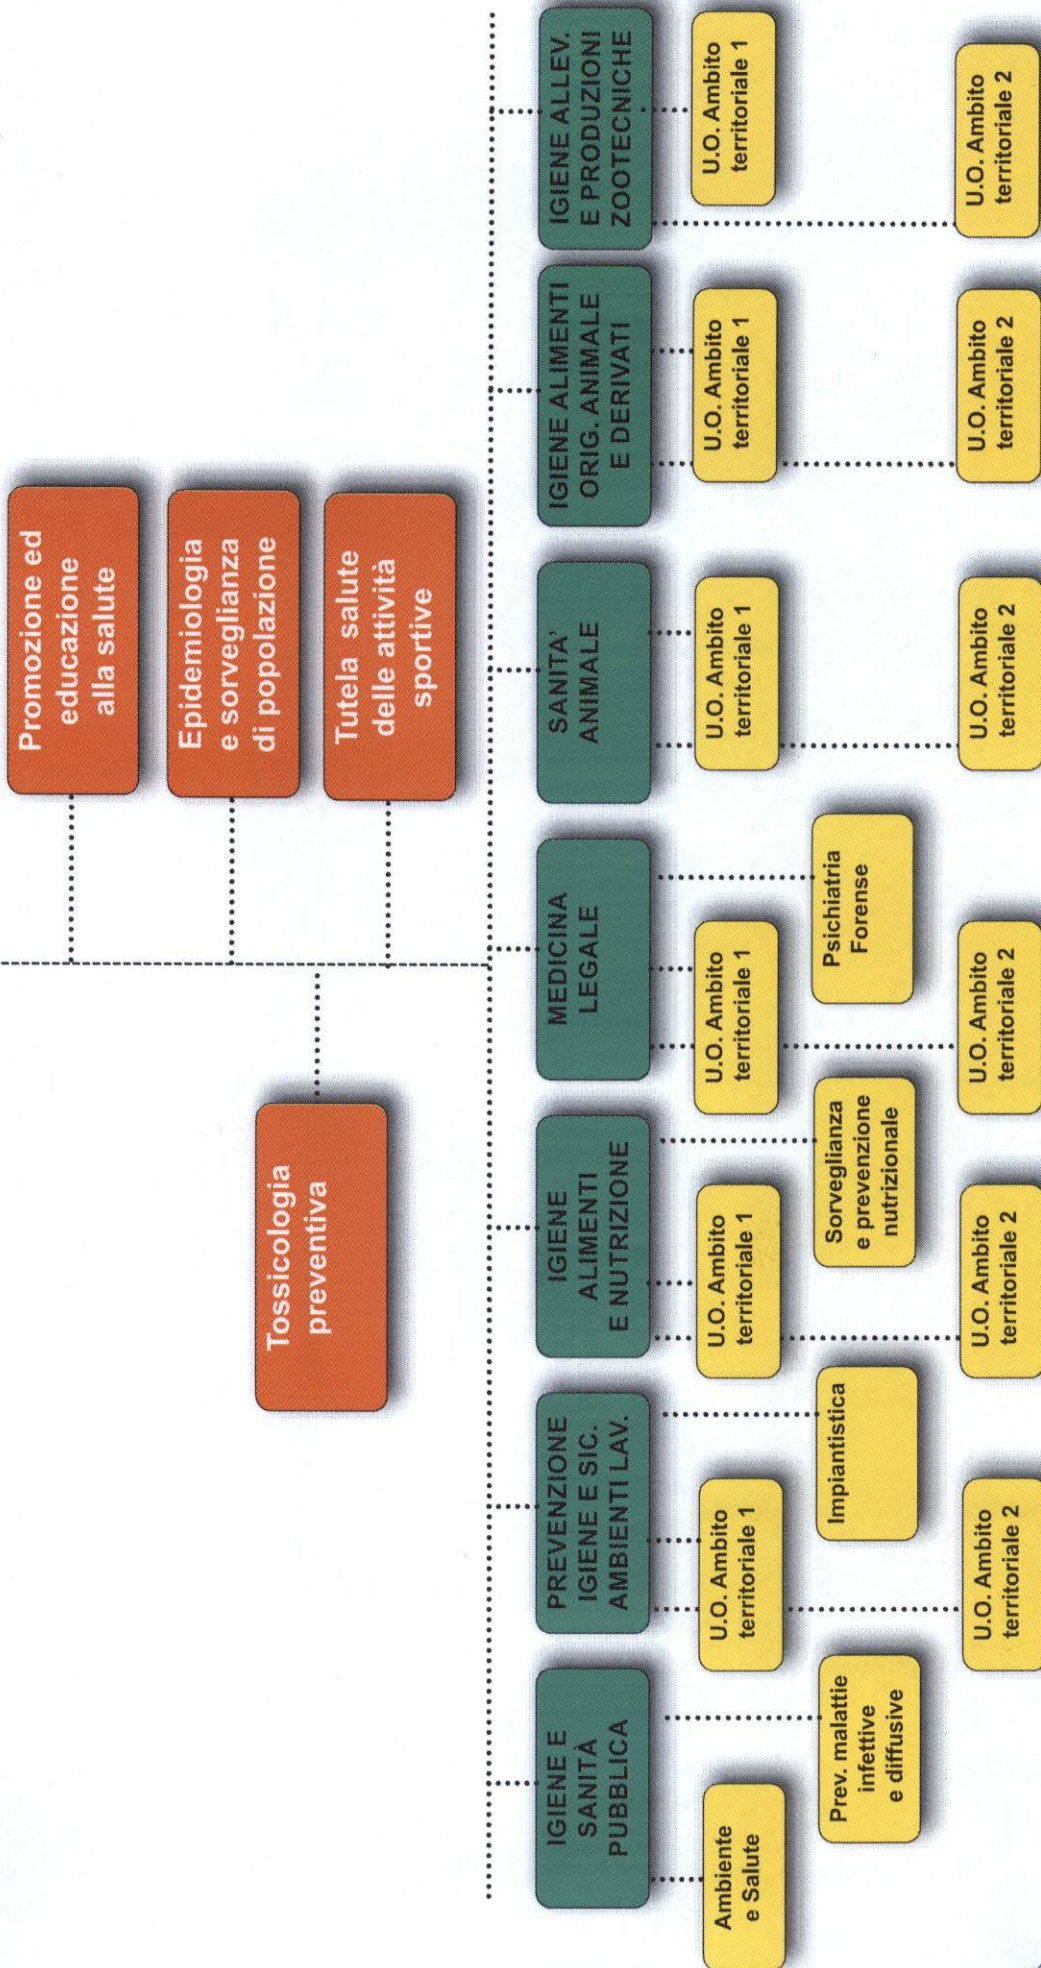 Promozione ed
educazione
alla salute
Epidemiologia
e sorveglianza
di popolazione
Tutela salute
delle attività
sportive
Tossicologia
preventiva
IGIENE E
SANITÀ
PUBBLICA
PREVENZIONE
IGIENE E SIC.
AMBIENTI LAV.
IGIENE
ALIMENTI
E NUTRIZIONE
MEDICINA
LEGALE
SANITA'
ANIMALE
IGIENE ALIMENTI
ORIG. ANIMALE
E DERIVATI
IGIENE ALLEV.
E PRODUZIONI
ZOOTECNICHE
Ambiente
e Salute
U.O. Ambito
territoriale 1
U.O. Ambito
territoriale 1
U.O. Ambito
territoriale 1
U.O. Ambito
territoriale 1
U.O. Ambito
territoriale 1
U.O. Ambito
territoriale 1
Prev. malattie
infettive
e diffusive
Impiantistica
Sorveglianza
e prevenzione
nutrizionale
Psichiatria
Forense
U.O. Ambito
territoriale 2
U.O. Ambito
territoriale 2
U.O. Ambito
territoriale 2
U.O. Ambito
territoriale 2
U.O. Ambito
territoriale 2
U.O. Ambito
territoriale 2